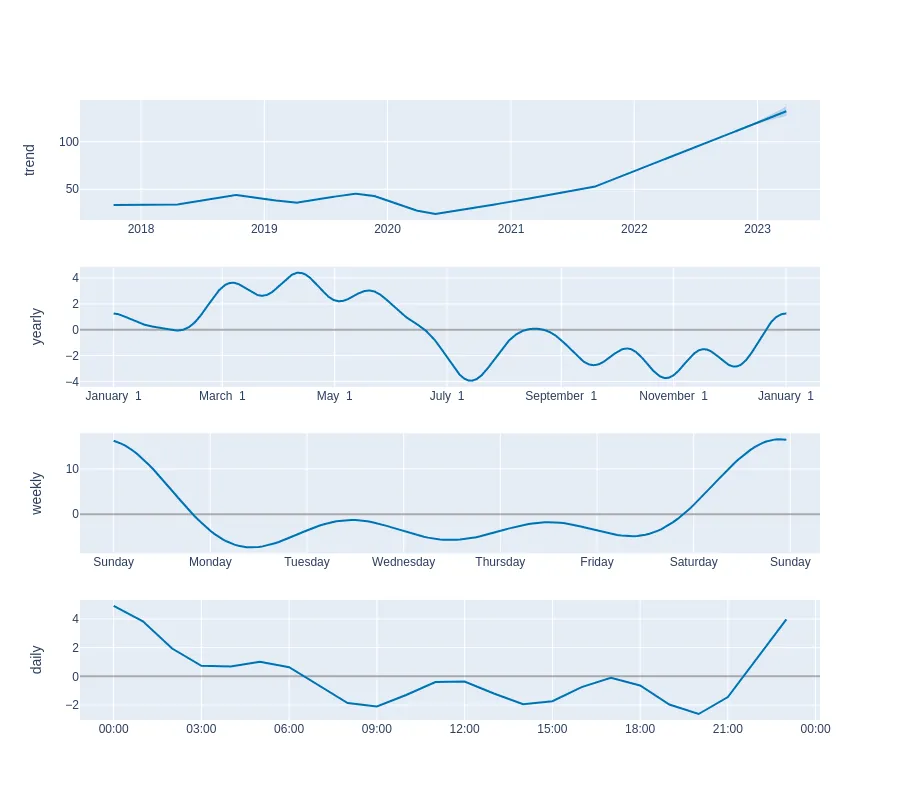 trend
100
50
2018 2019 2020 2021 2022 2023
yearly
4
2
0
−2
−4
January 1 March 1 May 1 July 1 September 1 November 1 January 1
weekly
10
0
Sunday Monday Tuesday Wednesday Thursday Friday Saturday Sunday
daily
4
2
0
−2
00:00 03:00 06:00 09:00 12:00 15:00 18:00 21:00 00:00